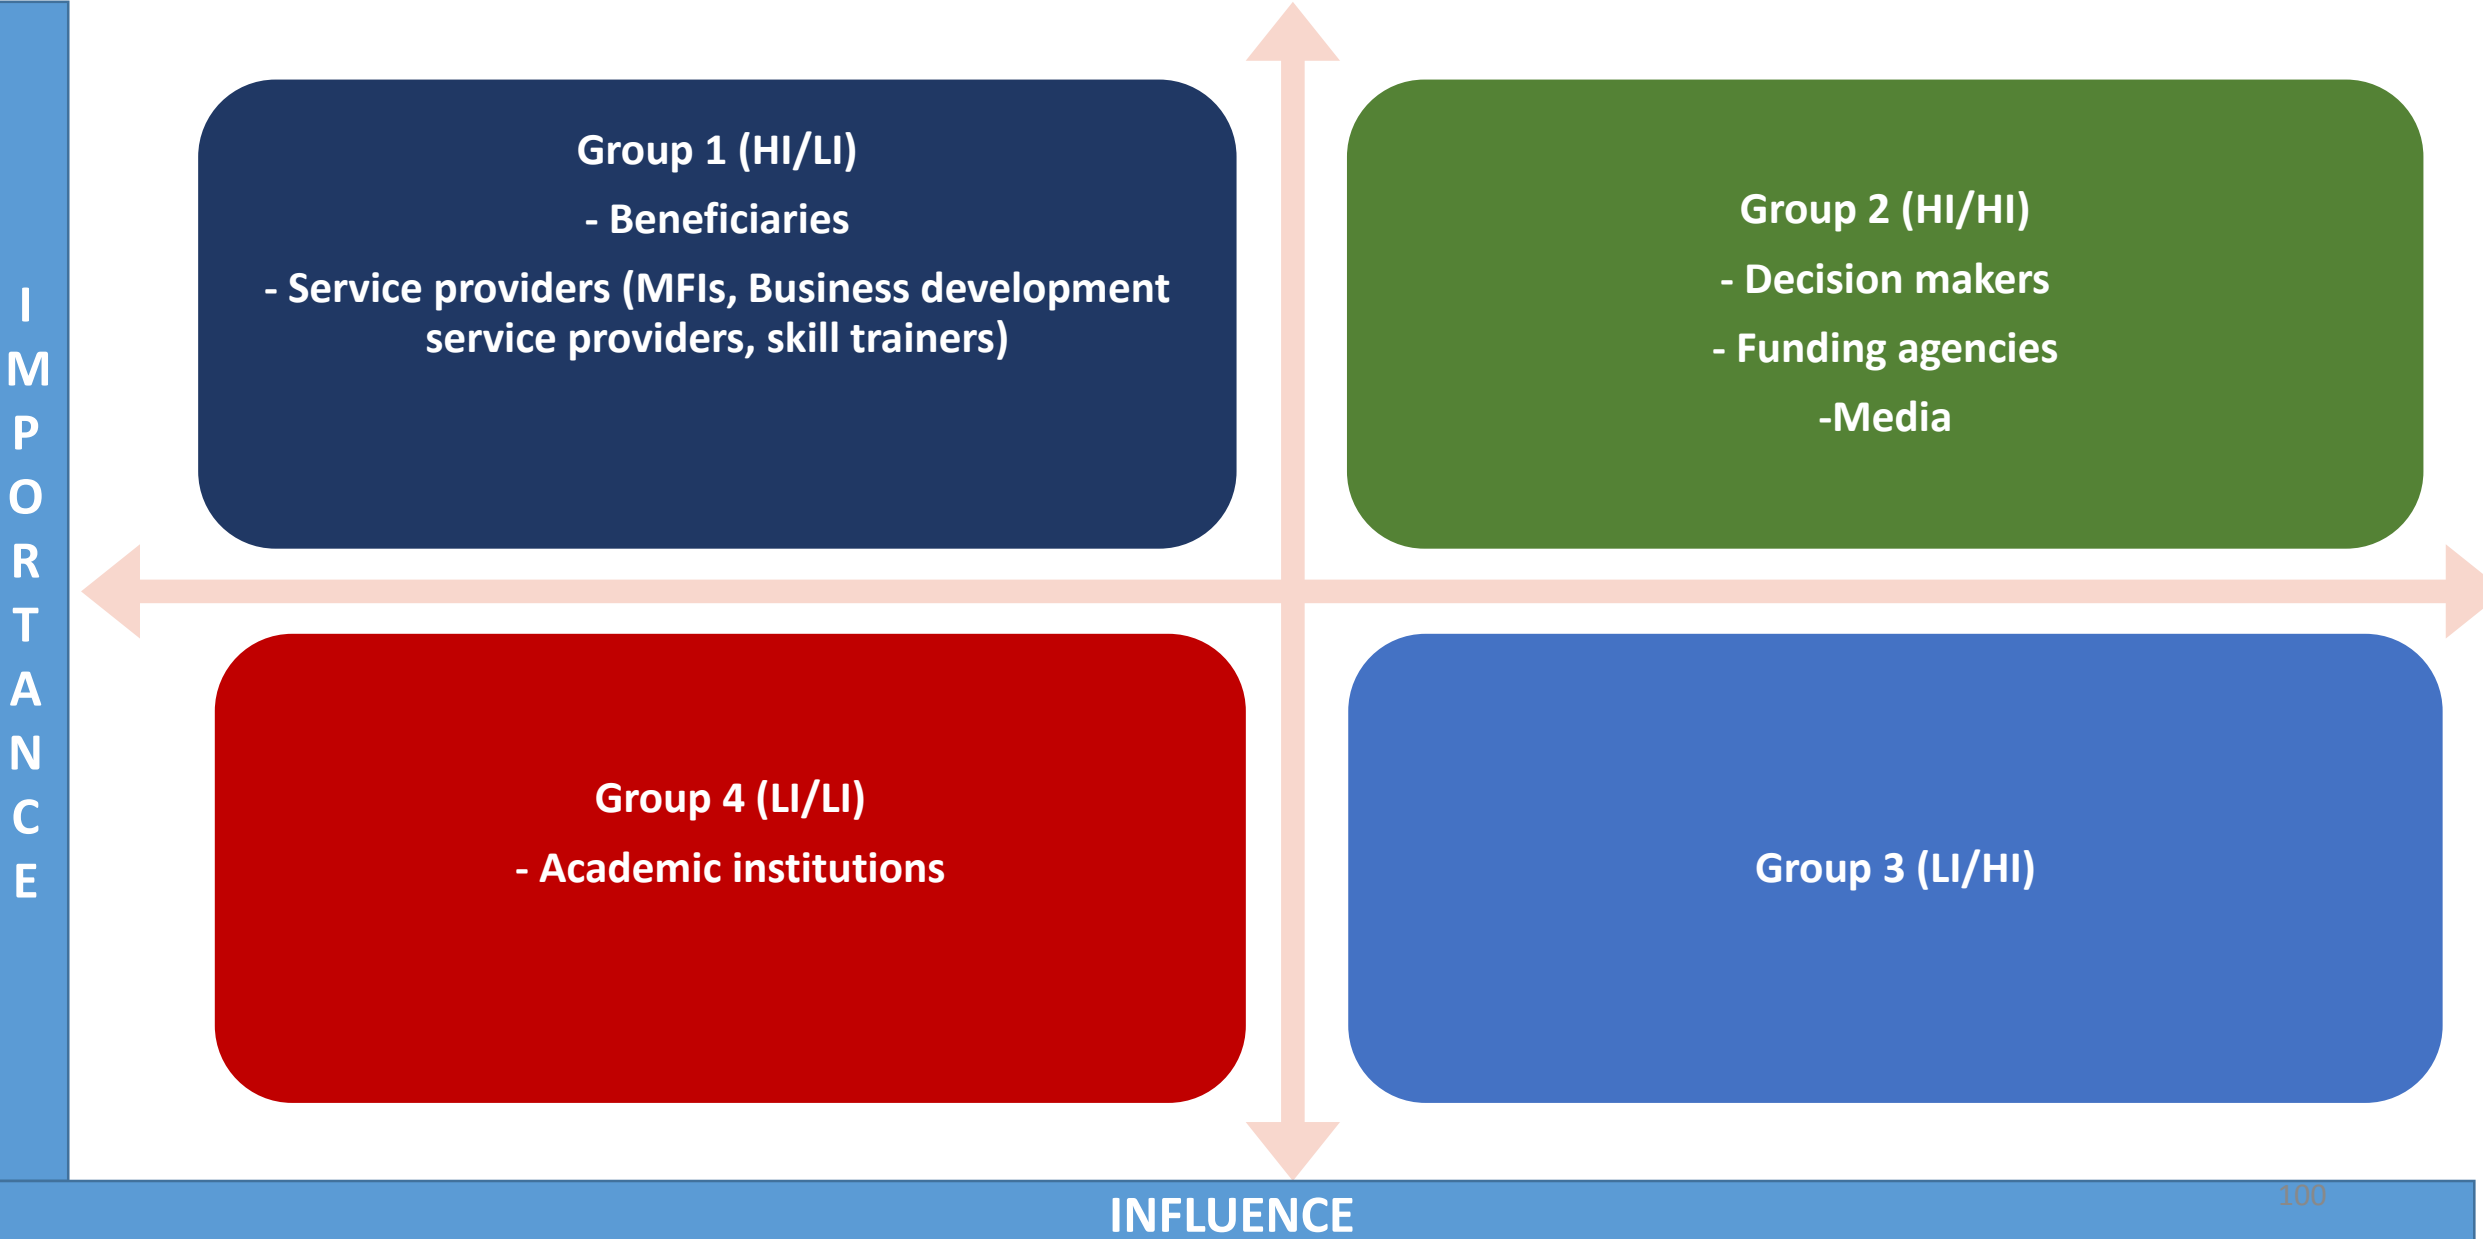 IMPORTANCE
Group 1 (HI/LI)
- Beneficiaries
- Service providers (MFIs, Business development
service providers, skill trainers)
Group 2 (HI/HI)
- Decision makers
- Funding agencies
-Media
Group 4 (LI/LI)
- Academic institutions
Group 3 (LI/HI)
INFLUENCE
100